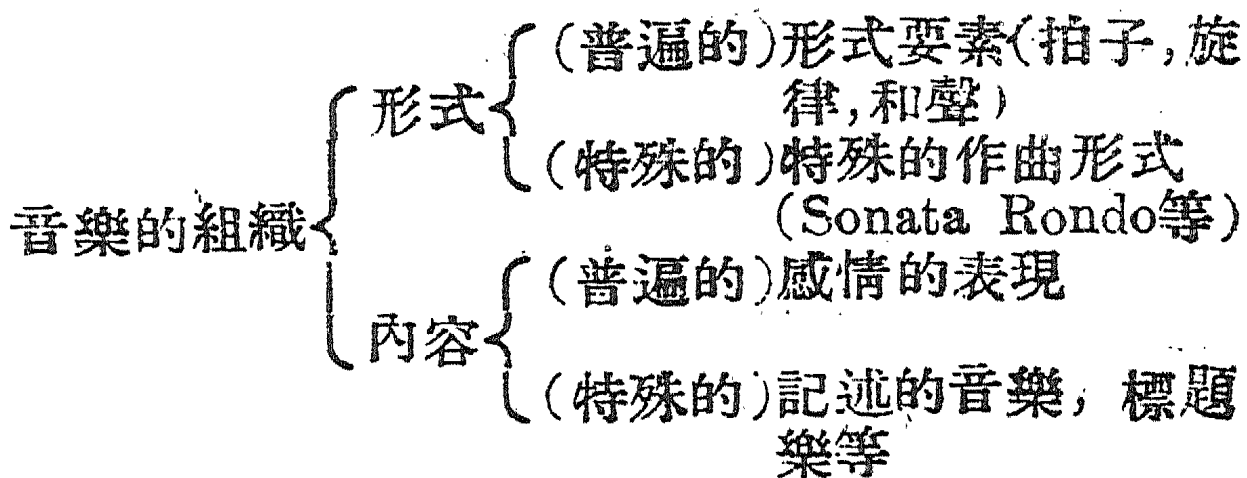 音樂的組織
形式
(普遍的)形式要素(拍子,旋
律,和聲)
(特殊的)特殊的作曲形式
(Sonata Rondo等)
內容
(普遍的)感情的表現
(特殊的)記述的音樂,標題
樂等